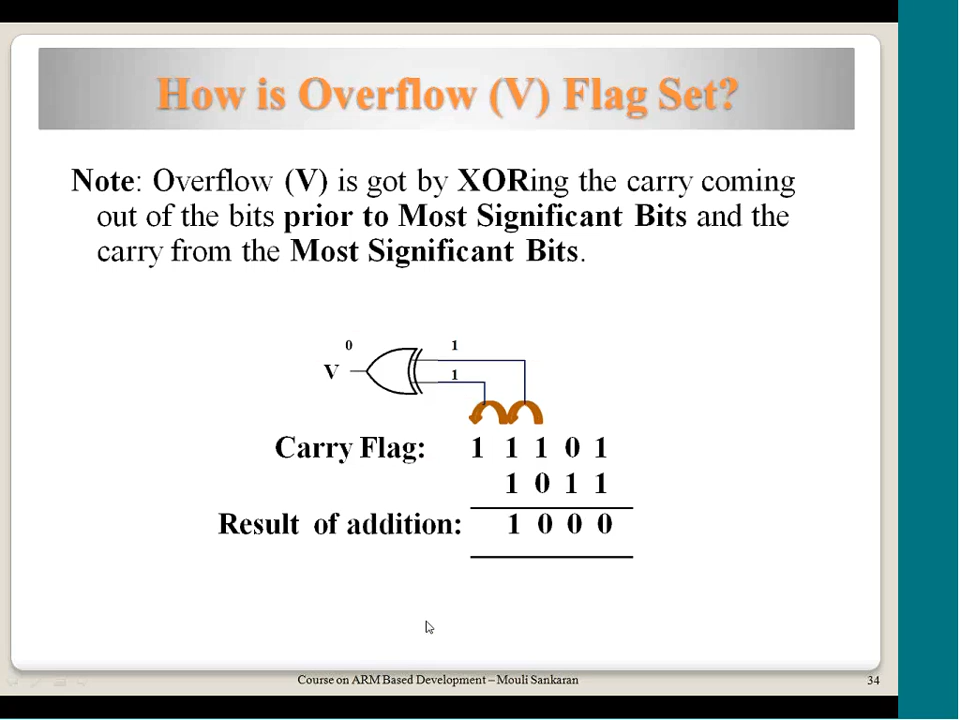 How is Overflow (V) Flag Set?
Note: Overflow (V) is got by XORing the carry coming
out of the bits prior to Most Significant Bits and the
carry from the Most Significant Bits.
0 1
V 1
Carry Flag: 1 1 1 0 1
1 0 1 1
Result of addition: 1 0 0 0
Course on ARM Based Development – Mouli Sankaran 34